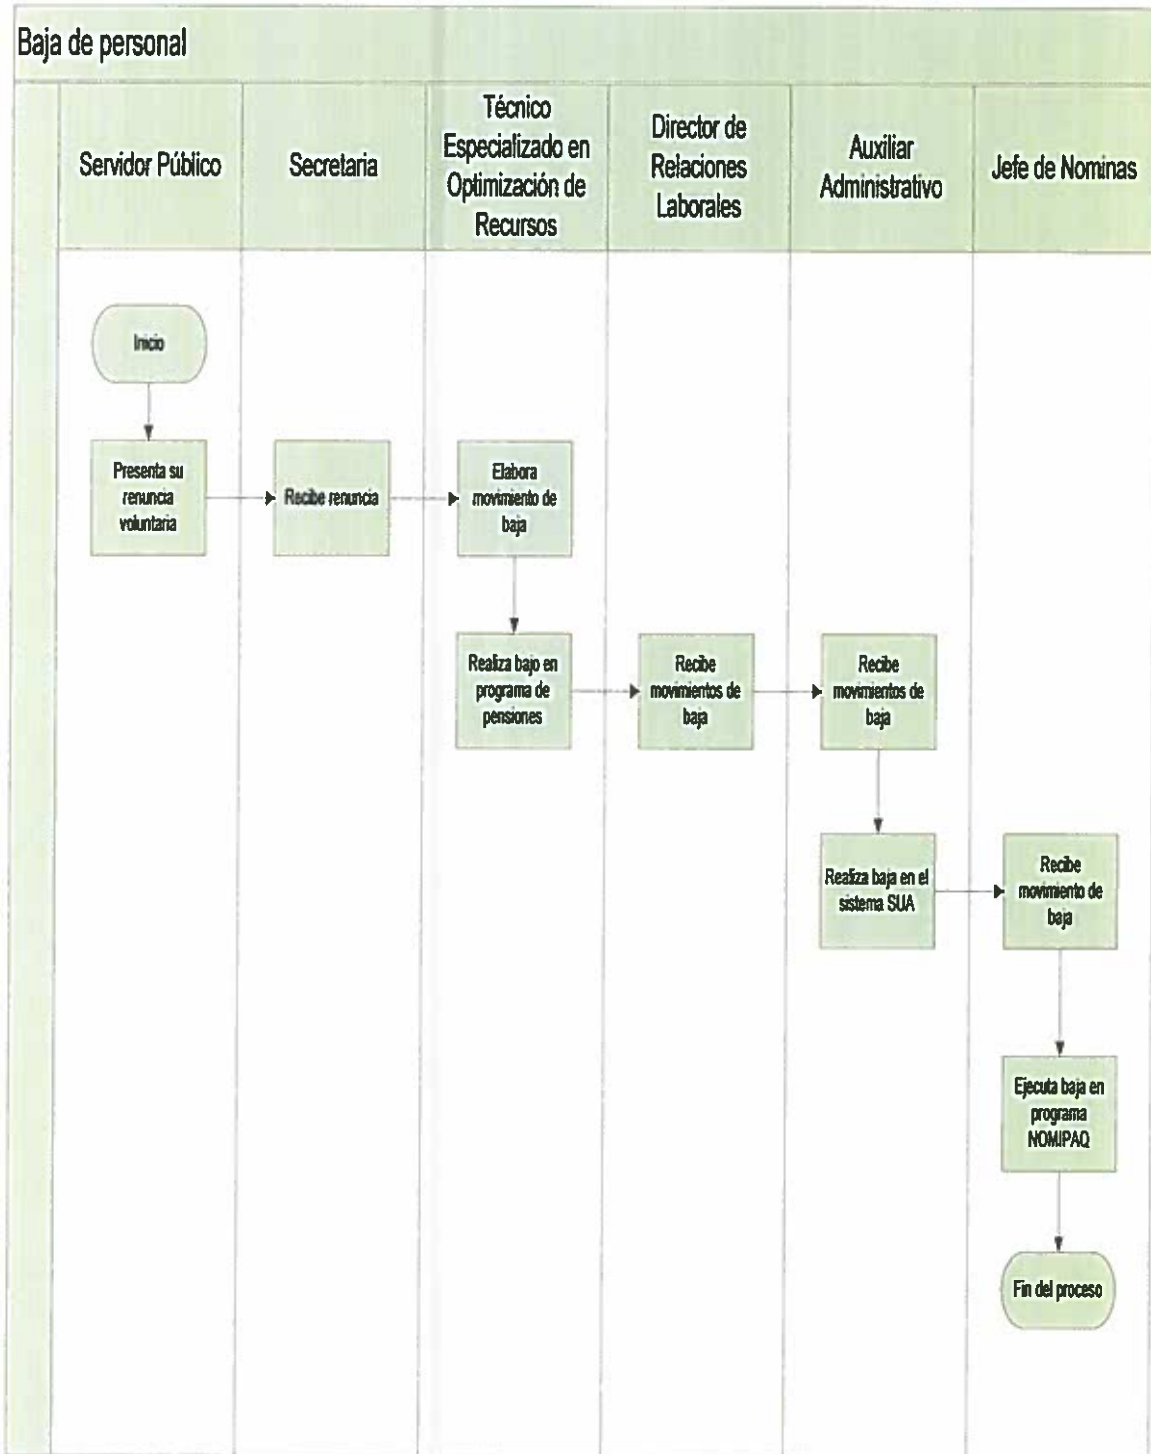 Baja de personal
Servidor Público
Secretaria
Técnico
Especializado en
Optimización de
Recursos
Director de
Relaciones
Laborales
Auxiliar
Administrativo
Jefe de Nominas
Inicio
Presenta su
renuncia
voluntaria
Recibe renuncia
Elabora
movimiento de
baja
Realiza bajo en
programa de
pensiones
Recibe
movimientos de
baja
Recibe
movimientos de
baja
Realiza baja en el
sistema SUA
Recibe
movimiento de
baja
Ejecuta baja en
programa
NOMIPAQ
Fin del proceso